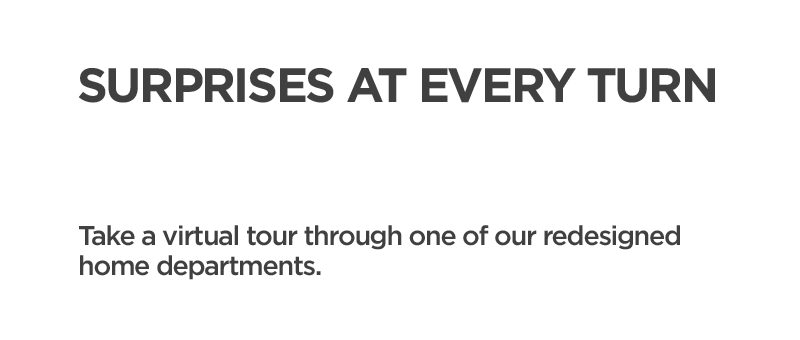 SURPRISES AT EVERY TURN
Take a virtual tour through one of our redesigned
home departments.